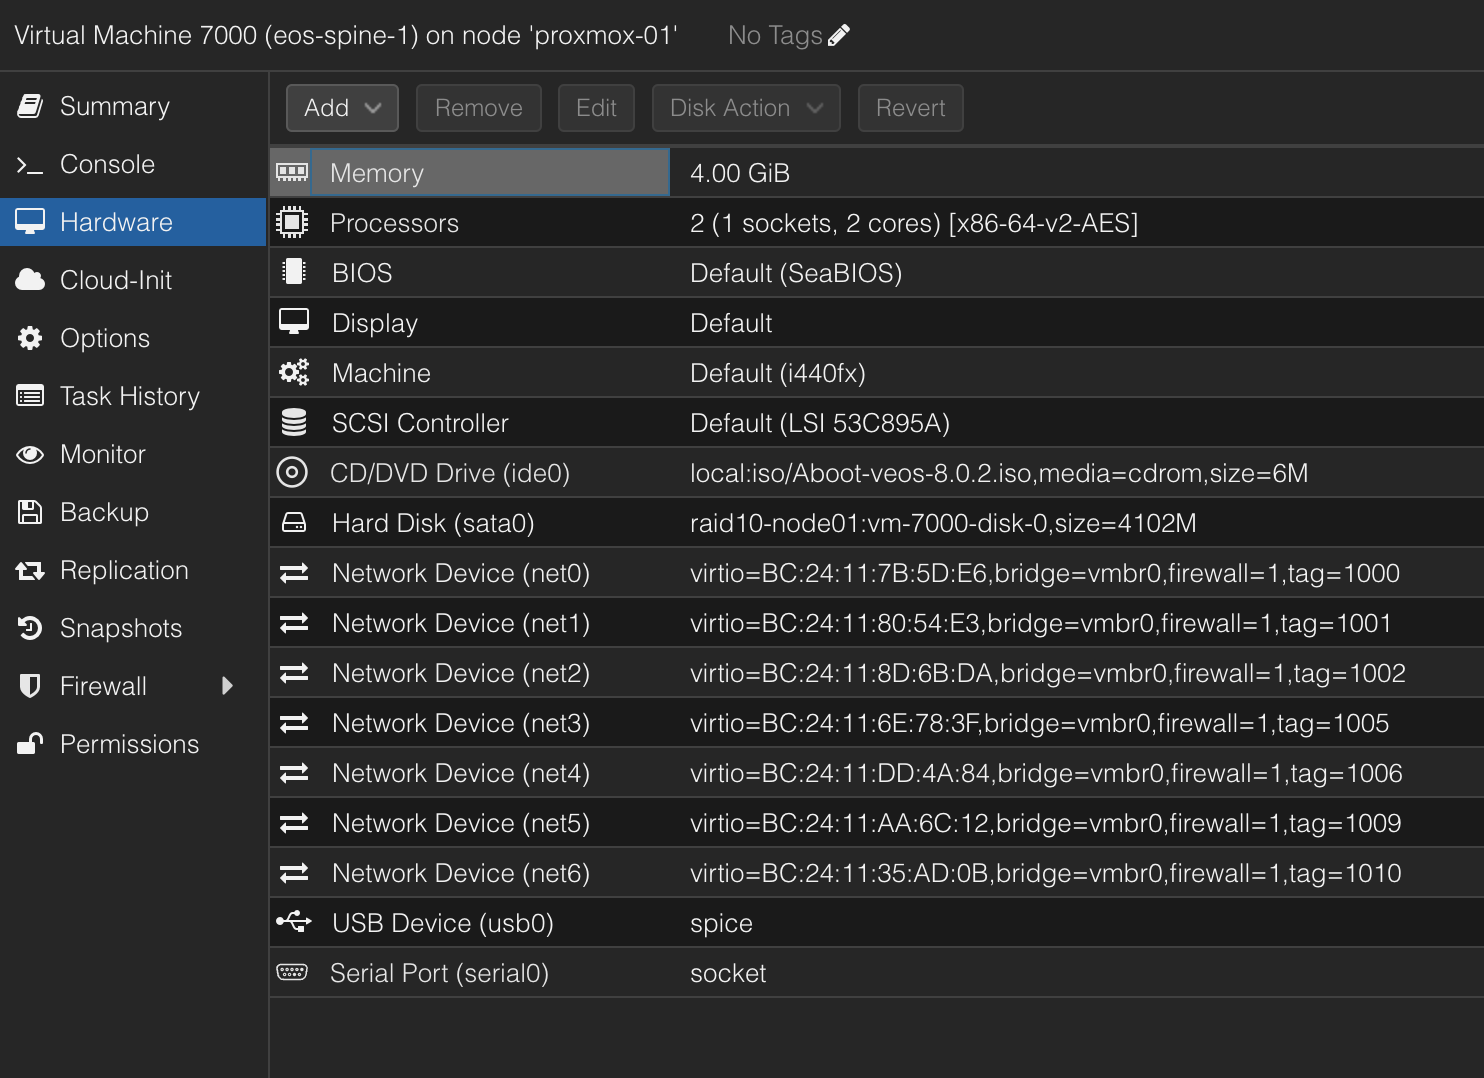 Virtual Machine 7000 (eos-spine-1) on node 'proxmox-01' No Tags
Summary
Console
Hardware
Cloud-Init
Options
Task History
Monitor
Backup
Replication
Snapshots
Firewall
Permissions
Add Remove Edit Disk Action Revert
Memory 4.00 GiB
Processors 2 (1 sockets, 2 cores) [x86-64-v2-AES]
BIOS Default (SeaBIOS)
Display Default
Machine Default (i440fx)
SCSI Controller Default (LSI 53C895A)
CD/DVD Drive (ide0) local:iso/Aboot-veos-8.0.2.iso,media=cdrom,size=6M
Hard Disk (sata0) raid10-node01:vm-7000-disk-0,size=4102M
Network Device (net0) virtio=BC:24:11:7B:5D:E6,bridge=vmbr0,firewall=1,tag=1000
Network Device (net1) virtio=BC:24:11:80:54:E3,bridge=vmbr0,firewall=1,tag=1001
Network Device (net2) virtio=BC:24:11:8D:6B:DA,bridge=vmbr0,firewall=1,tag=1002
Network Device (net3) virtio=BC:24:11:6E:78:3F,bridge=vmbr0,firewall=1,tag=1005
Network Device (net4) virtio=BC:24:11:DD:4A:84,bridge=vmbr0,firewall=1,tag=1006
Network Device (net5) virtio=BC:24:11:AA:6C:12,bridge=vmbr0,firewall=1,tag=1009
Network Device (net6) virtio=BC:24:11:35:AD:0B,bridge=vmbr0,firewall=1,tag=1010
USB Device (usb0) spice
Serial Port (serial0) socket